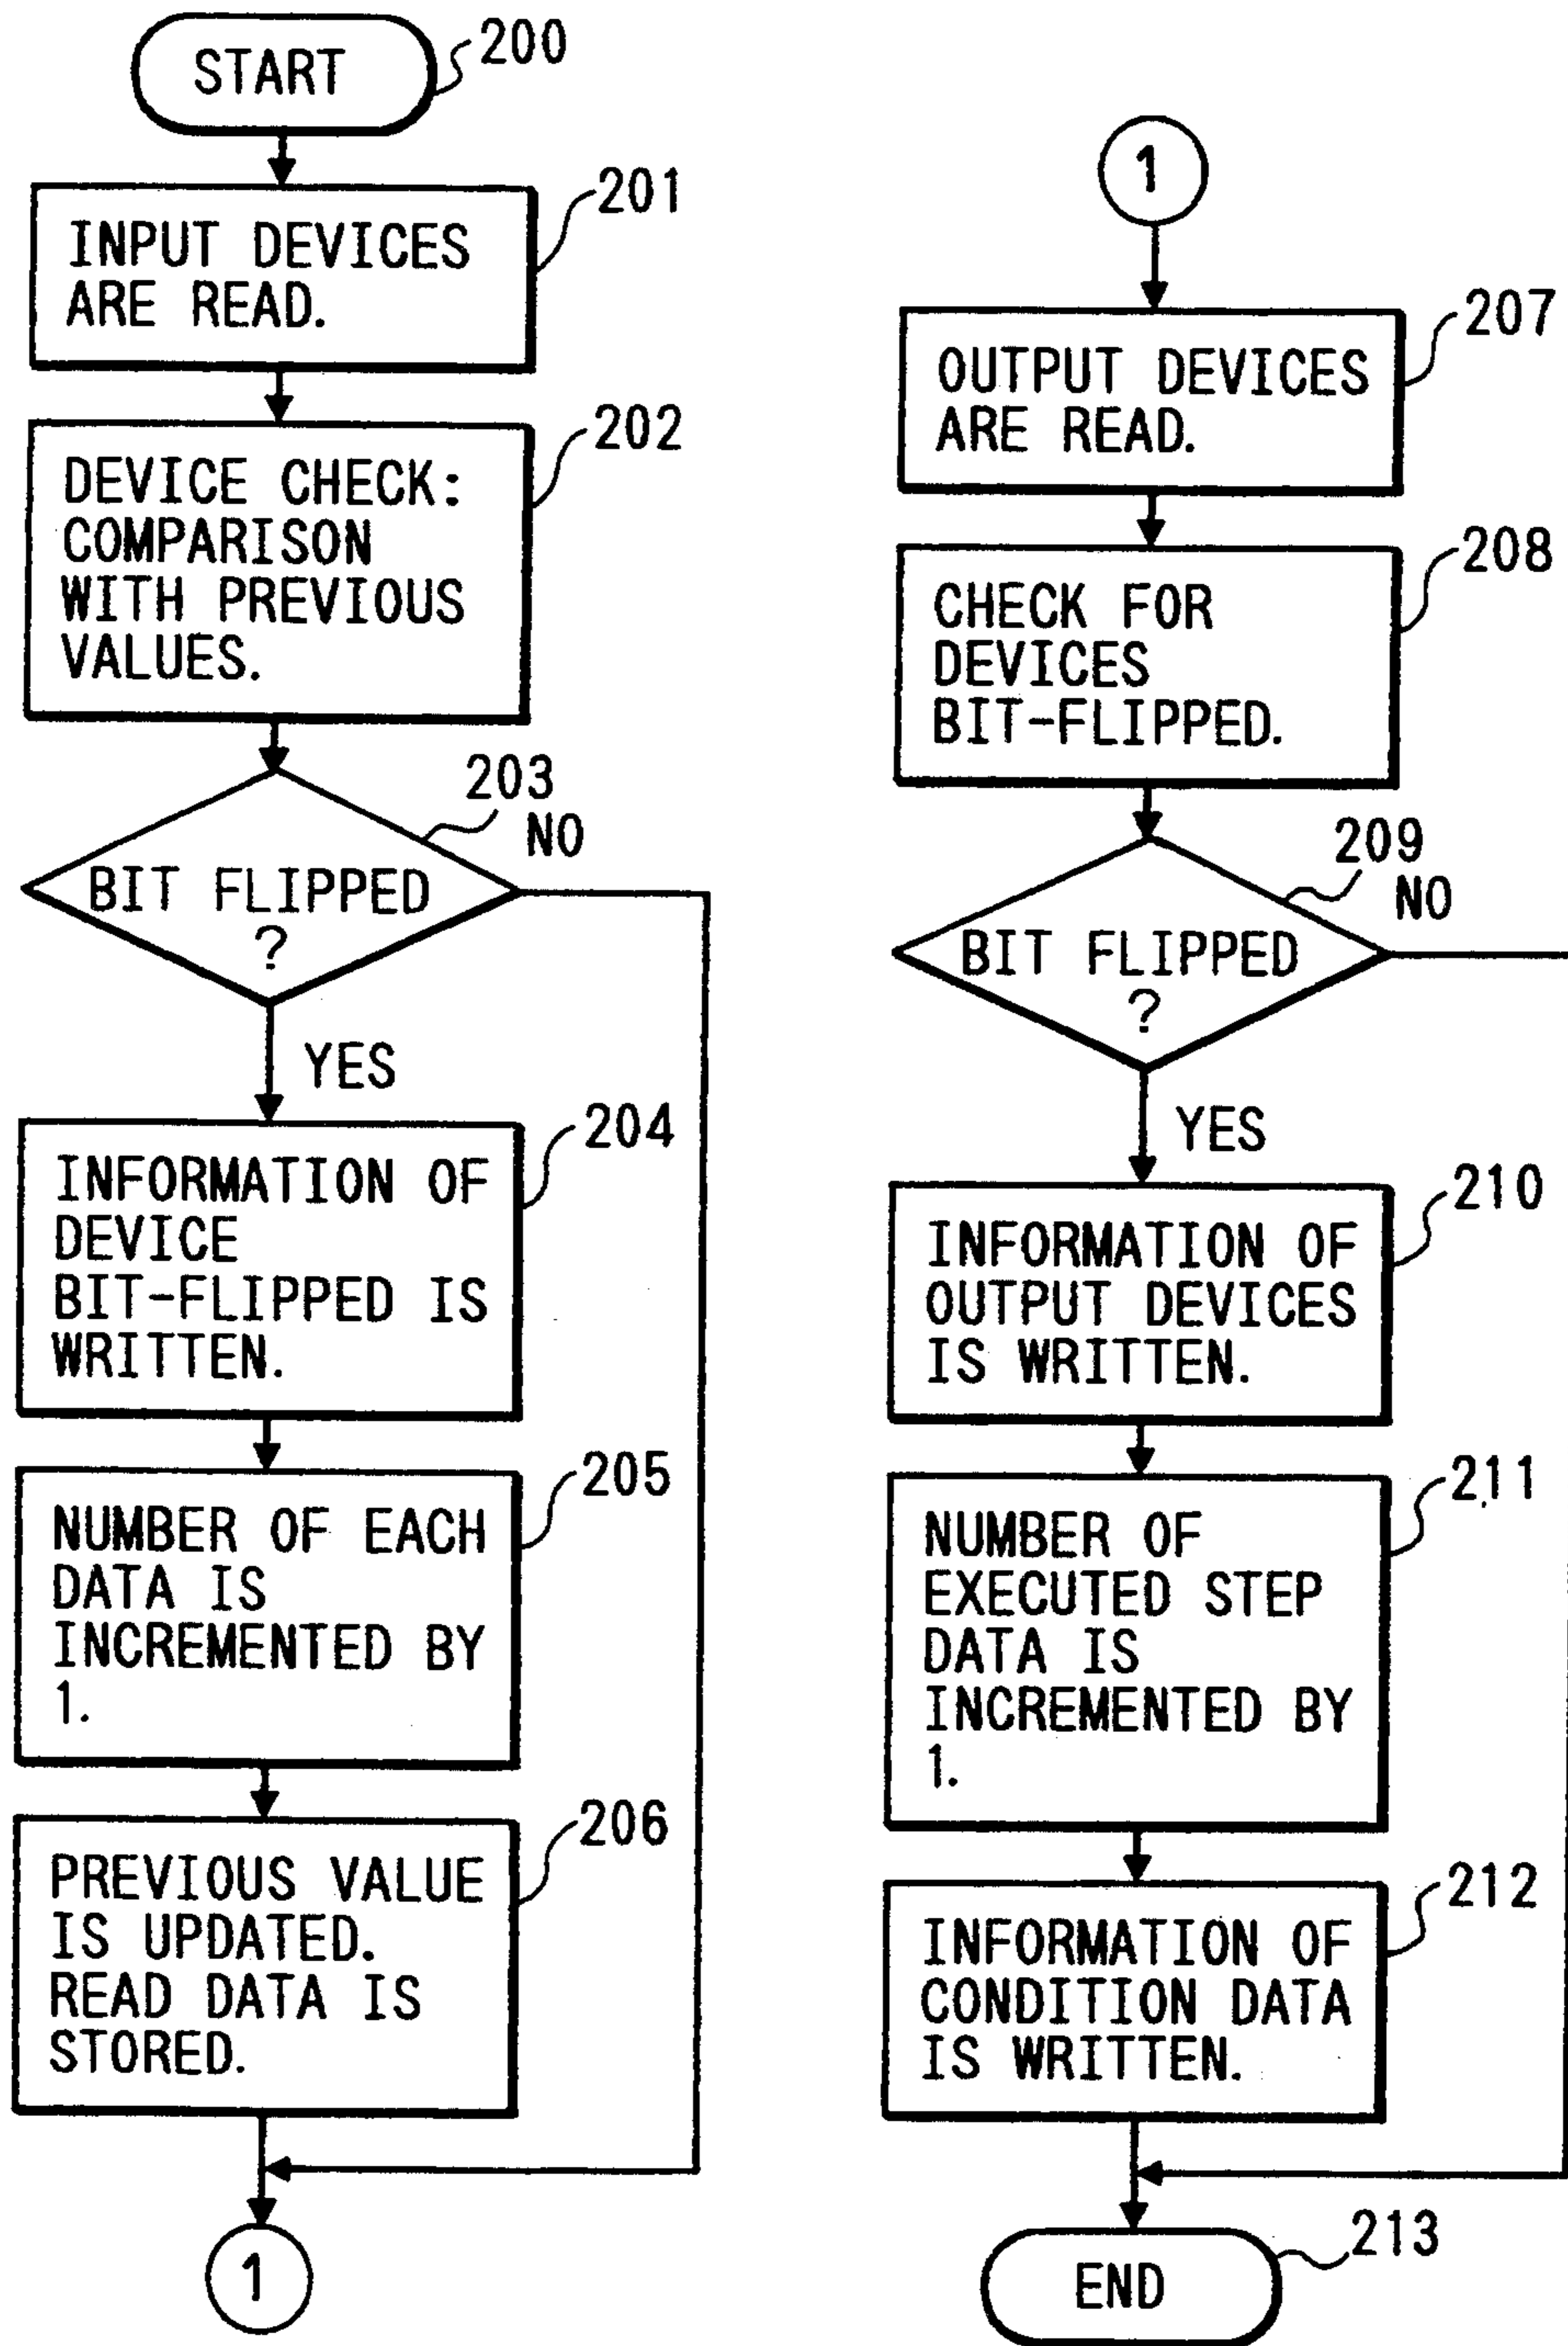 START
200
INPUT DEVICES
ARE READ.
201
DEVICE CHECK:
COMPARISON
WITH PREVIOUS
VALUES.
202
203
NO
BIT FLIPPED
?
YES
INFORMATION OF
DEVICE
BIT-FLIPPED IS
WRITTEN.
204
NUMBER OF EACH
DATA IS
INCREMENTED BY
1.
205
PREVIOUS VALUE
IS UPDATED.
READ DATA IS
STORED.
206
1
1
OUTPUT DEVICES
ARE READ.
207
CHECK FOR
DEVICES
BIT-FLIPPED.
208
209
NO
BIT FLIPPED
?
YES
INFORMATION OF
OUTPUT DEVICES
IS WRITTEN.
210
NUMBER OF
EXECUTED STEP
DATA IS
INCREMENTED BY
1.
211
INFORMATION OF
CONDITION DATA
IS WRITTEN.
212
END
213